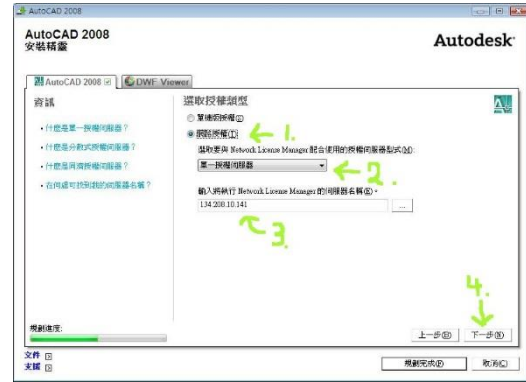 AutoCAD 2008
AutoCAD 2008
安裝精靈
Autodesk
AutoCAD 2008
DWF Viewer
資訊
• 什麼是單一授權伺服器？
• 什麼是分散式授權伺服器？
• 什麼是冗餘授權伺服器？
• 在何處可找到我的伺服器名稱？
選取授權類型
單機版授權(L)
網路授權(T) 1.
選取要與 Network License Manager 配合使用的授權伺服器型式(M):
單一授權伺服器 2.
輸入將執行 Network License Manager 的伺服器名稱(E)。
134.208.10.141
...
3.
4.
規劃進度:
上一步(B)
下一步(N)
文件
支援
規劃完成(F)
取消(C)